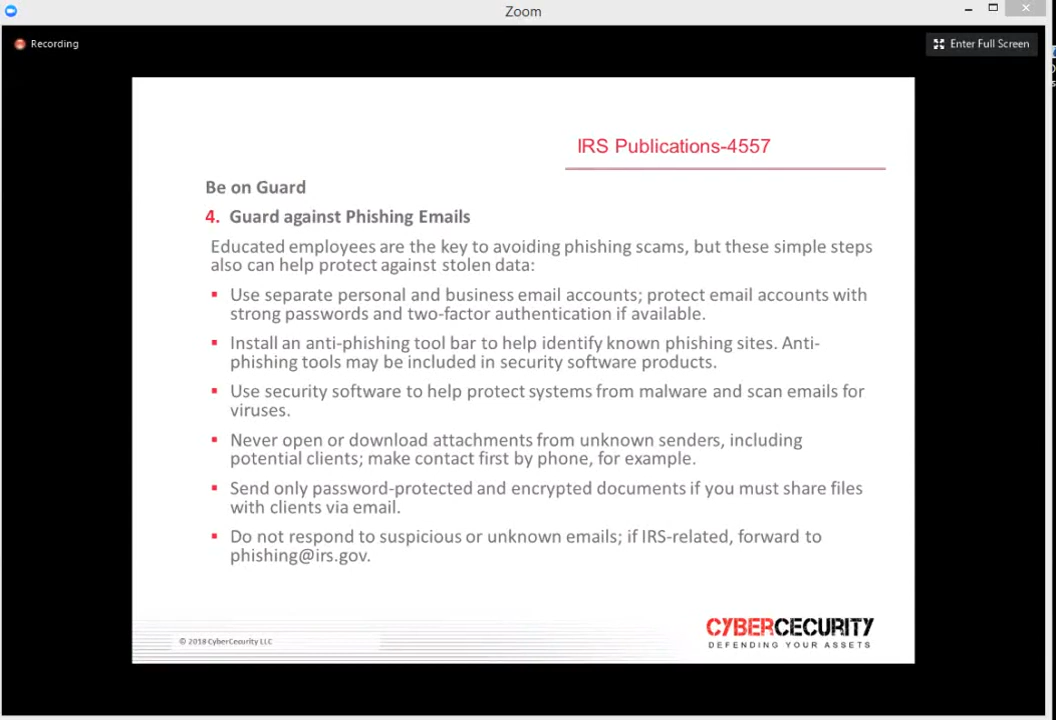 Zoom
Recording
Enter Full Screen
IRS Publications-4557
Be on Guard
4. Guard against Phishing Emails
Educated employees are the key to avoiding phishing scams, but these simple steps
also can help protect against stolen data:
▪ Use separate personal and business email accounts; protect email accounts with
strong passwords and two-factor authentication if available.
▪ Install an anti-phishing tool bar to help identify known phishing sites. Anti-
phishing tools may be included in security software products.
▪ Use security software to help protect systems from malware and scan emails for
viruses.
▪ Never open or download attachments from unknown senders, including
potential clients; make contact first by phone, for example.
▪ Send only password-protected and encrypted documents if you must share files
with clients via email.
▪ Do not respond to suspicious or unknown emails; if IRS-related, forward to
phishing@irs.gov.
© 2018 CyberCecurity LLC
CYBERCECURITY
DEFENDING YOUR ASSETS